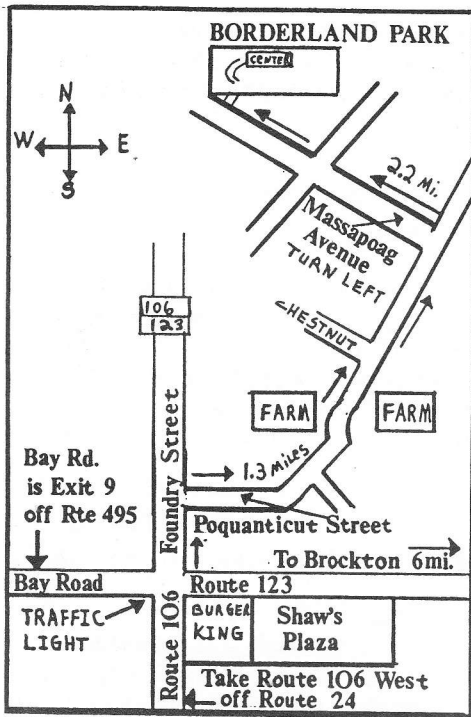 BORDERLAND PARK
CENTER
N
W E
S
2.2 Mi.
Massapoag
Avenue
TURN LEFT
106
123
CHESTNUT
FARM
FARM
Foundry Street
1.3 MILES
Bay Rd.
is Exit 9
off Rte 495
Poquanticut Street
To Brockton 6mi.
Bay Road
Route 123
TRAFFIC
LIGHT
Route 106
BURGER
KING
Shaw's
Plaza
Take Route 106 West
off Route 24